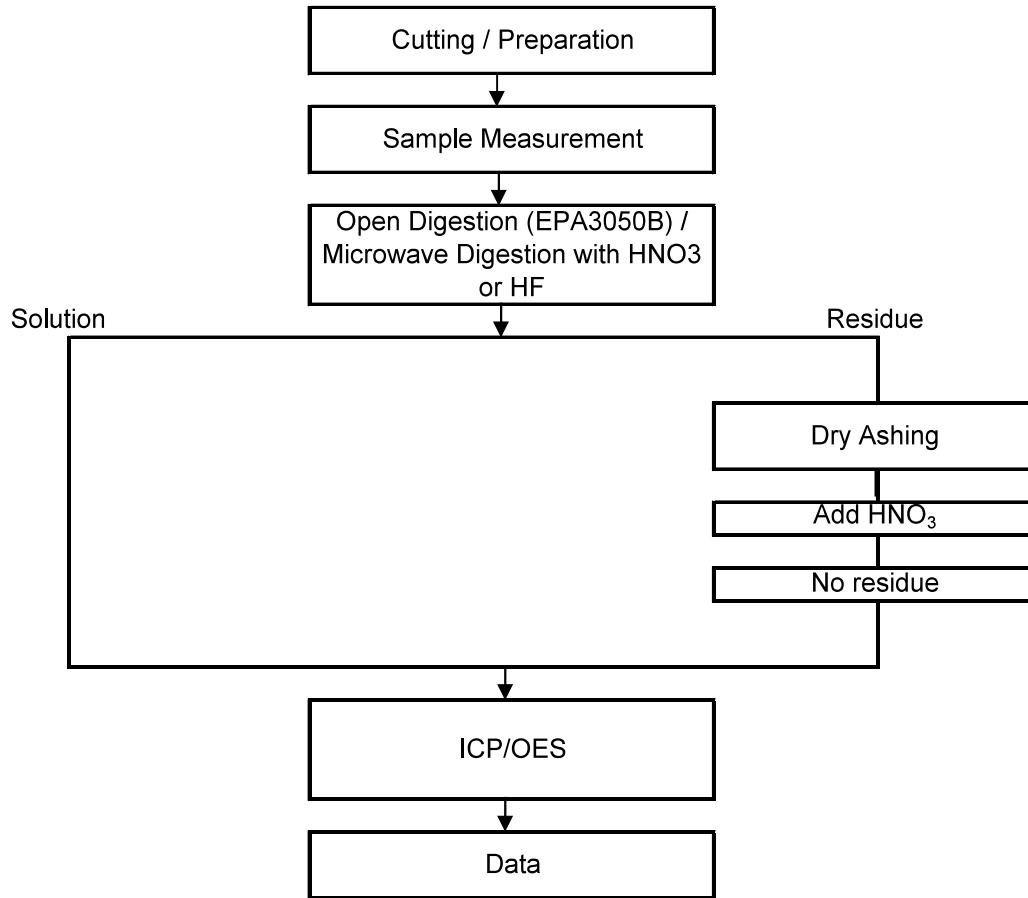 Cutting / Preparation
Sample Measurement
Open Digestion (EPA3050B) /
Microwave Digestion with HNO3
or HF
Solution
Residue
Dry Ashing
Add HNO₃
No residue
ICP/OES
Data